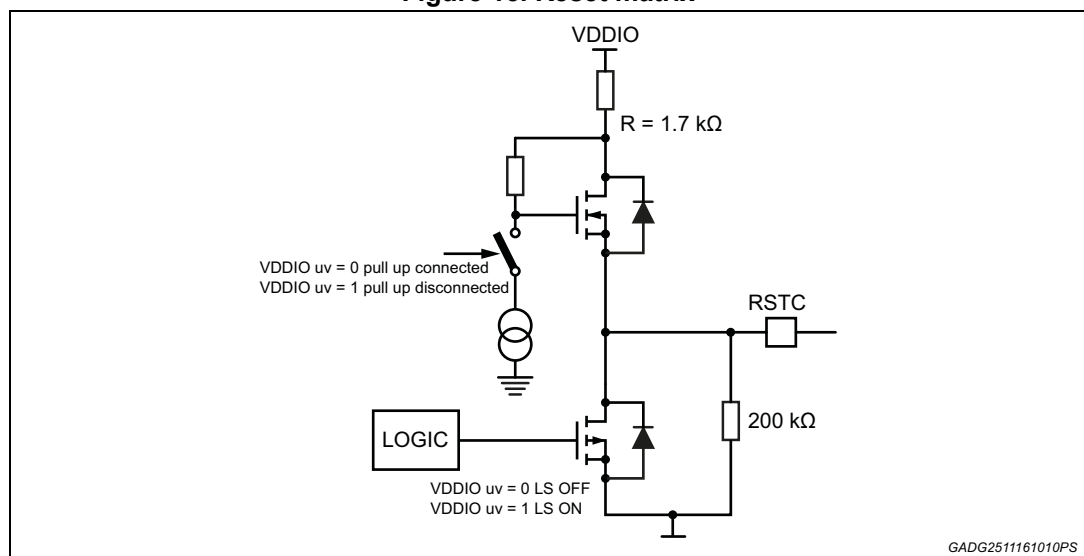 VDDIO
R = 1.7 kΩ
VDDIO uv = 0 pull up connected
VDDIO uv = 1 pull up disconnected
RSTC
LOGIC
200 kΩ
VDDIO uv = 0 LS OFF
VDDIO uv = 1 LS ON
GADG2511161010PS